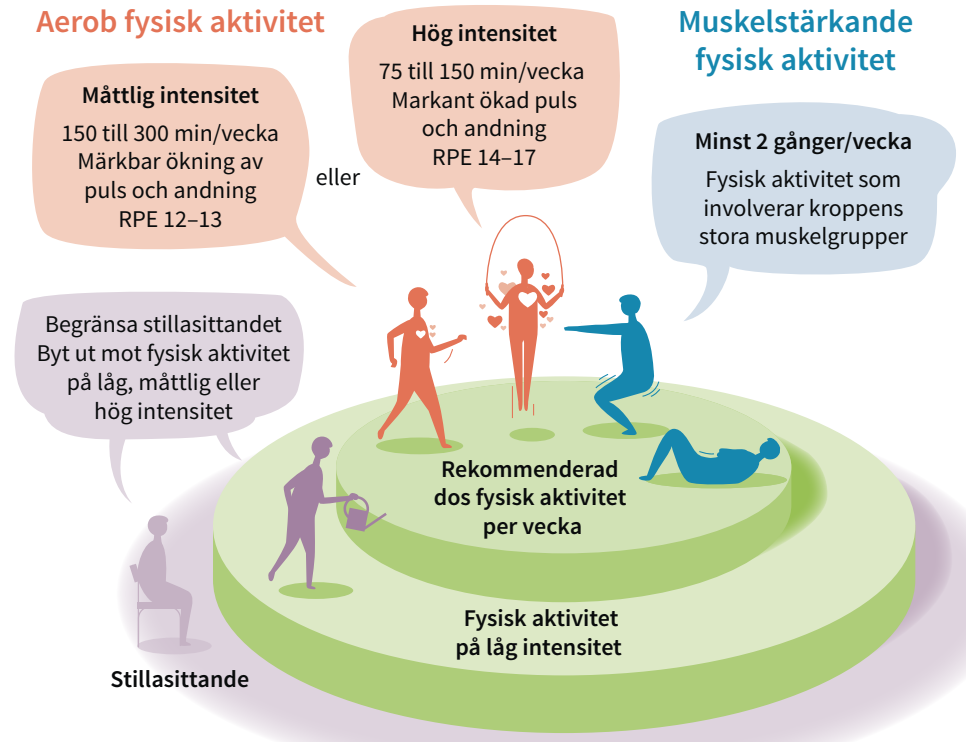 Aerob fysisk aktivitet
Måttlig intensitet
150 till 300 min/vecka
Märkbar ökning av
puls och andning
RPE 12–13
eller
Hög intensitet
75 till 150 min/vecka
Markant ökad puls
och andning
RPE 14–17
Muskelstärkande
fysisk aktivitet
Minst 2 gånger/vecka
Fysisk aktivitet som
involverar kroppens
stora muskelgrupper
Begränsa stillasittandet
Byt ut mot fysisk aktivitet
på låg, måttlig eller
hög intensitet
Rekommenderad
dos fysisk aktivitet
per vecka
Fysisk aktivitet
på låg intensitet
Stillasittande